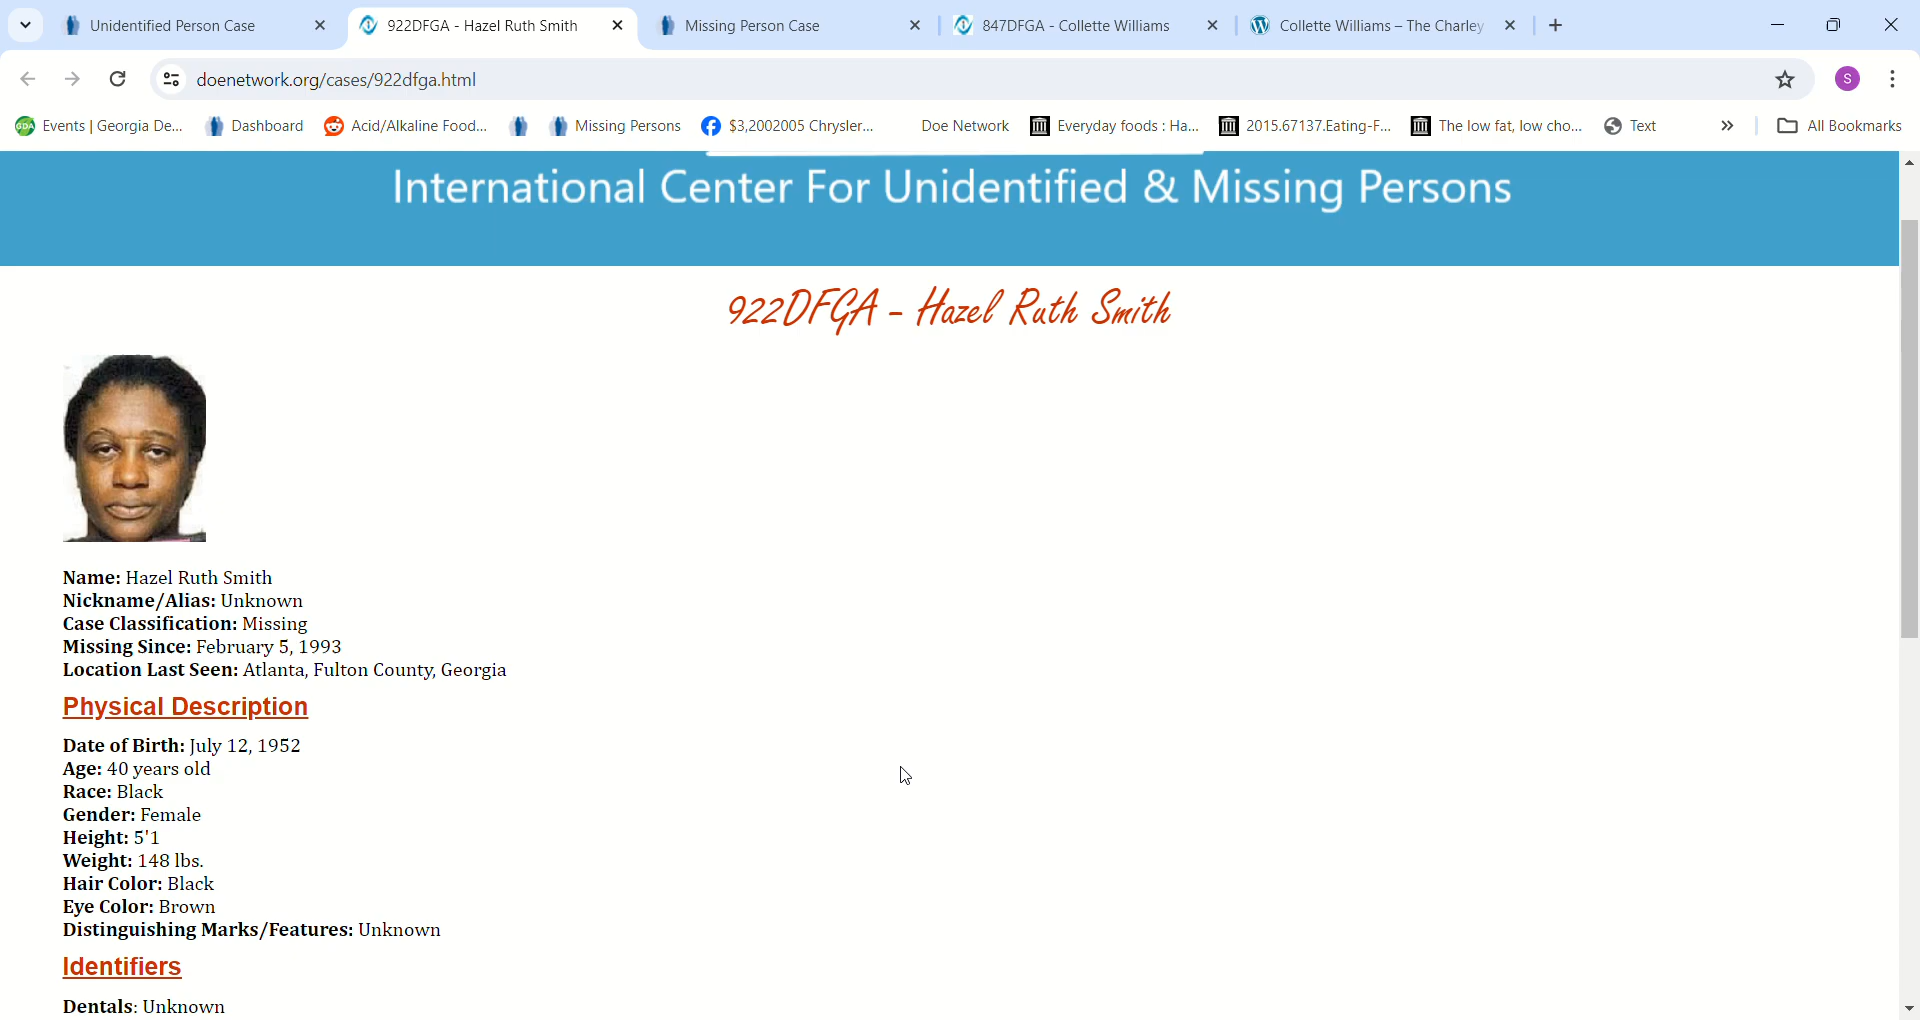 Unidentified Person Case
922DFGA - Hazel Ruth Smith
Missing Person Case
847DFGA - Collette Williams
Collette Williams – The Charley
doenetwork.org/cases/922dfga.html
S
GDA
Events | Georgia De...
Dashboard
Acid/Alkaline Food...
Missing Persons
$3,2002005 Chrysler...
Doe Network
Everyday foods : Ha...
2015.67137.Eating-F...
The low fat, low cho...
Text
All Bookmarks
International Center For Unidentified & Missing Persons
922DFGA - Hazel Ruth Smith
Name: Hazel Ruth Smith
Nickname/Alias: Unknown
Case Classification: Missing
Missing Since: February 5, 1993
Location Last Seen: Atlanta, Fulton County, Georgia
Physical Description
Date of Birth: July 12, 1952
Age: 40 years old
Race: Black
Gender: Female
Height: 5'1
Weight: 148 lbs.
Hair Color: Black
Eye Color: Brown
Distinguishing Marks/Features: Unknown
Identifiers
Dentals: Unknown